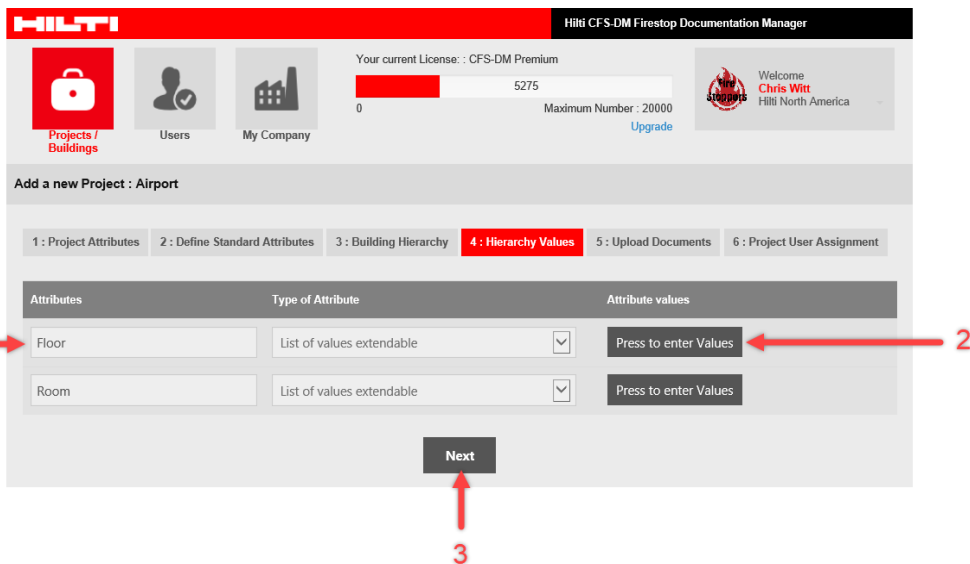 HILTI
Hilti CFS-DM Firestop Documentation Manager
Your current License: : CFS-DM Premium
5275
0
Maximum Number : 20000
Upgrade
Projects /
Buildings
Users
My Company
Fire
Stoppers
Welcome
Chris Witt
Hilti North America
Add a new Project : Airport
1 : Project Attributes
2 : Define Standard Attributes
3 : Building Hierarchy
4 : Hierarchy Values
5 : Upload Documents
6 : Project User Assignment
Attributes
Type of Attribute
Attribute values
Floor
List of values extendable
Press to enter Values
2
Room
List of values extendable
Press to enter Values
Next
3